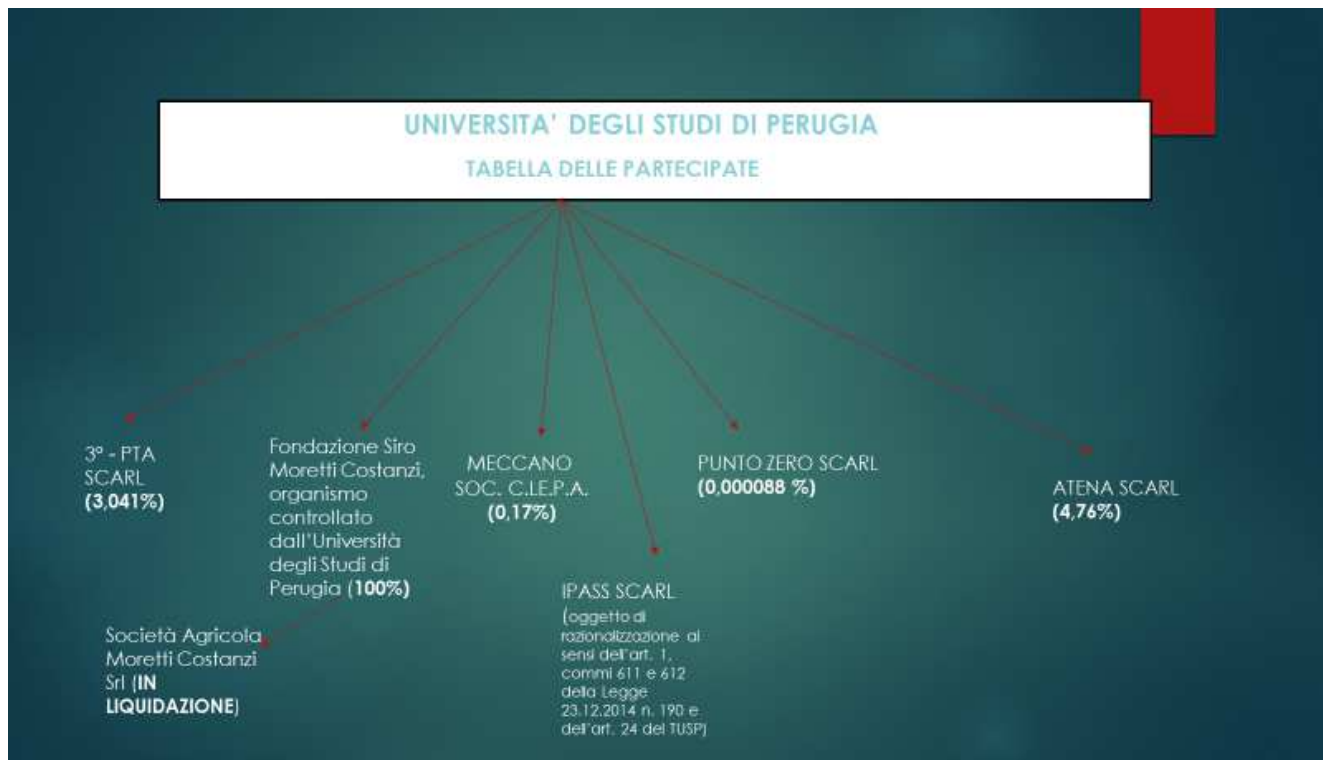 UNIVERSITA' DEGLI STUDI DI PERUGIA
TABELLA DELLE PARTECIPATE
3° - PTA
SCARL
(3,041%)
Fondazione Siro
Moretti Costanzi,
organismo
controllato
dall'Università
degli Studi di
Perugia (100%)
Società Agricola
Moretti Costanzi
Srl (IN
LIQUIDAZIONE)
MECCANO
SOC. C.I.E.P.A.
(0,17%)
IPASS SCARL
(oggetto di
razionalizzazione ai
sensi dell'art. 1,
commi 611 e 612
della Legge
23.12.2014 n. 190 e
dell'art. 24 del TUSP)
PUNTO ZERO SCARL
(0,000088 %)
ATENA SCARL
(4,76%)